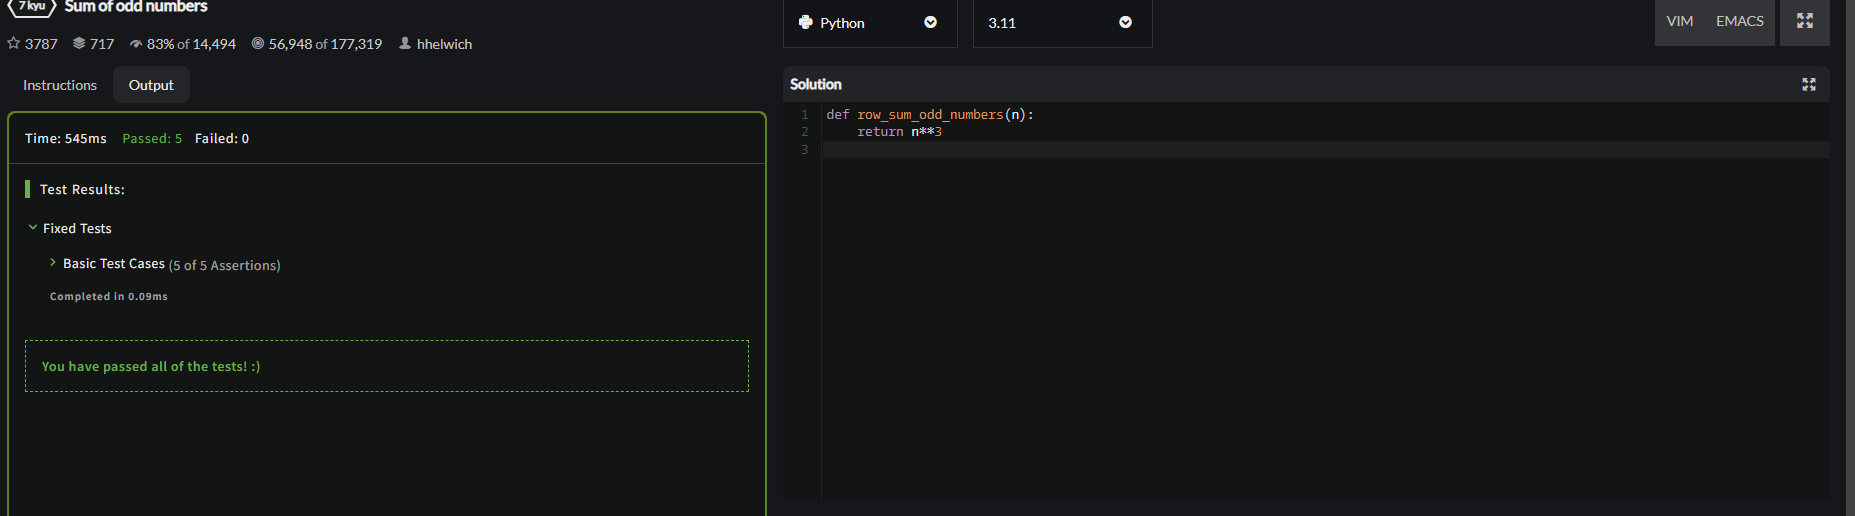 7 kyu Sum of odd numbers
3787 717 83% of 14,494 56,948 of 177,319 hhelwich
Instructions Output
Time: 545ms Passed: 5 Failed: 0
Test Results:
Fixed Tests
Basic Test Cases (5 of 5 Assertions)
Completed in 0.09ms
You have passed all of the tests! :)
Python 3.11 VIM EMACS
Solution
1 def row_sum_odd_numbers(n):
2     return n**3
3